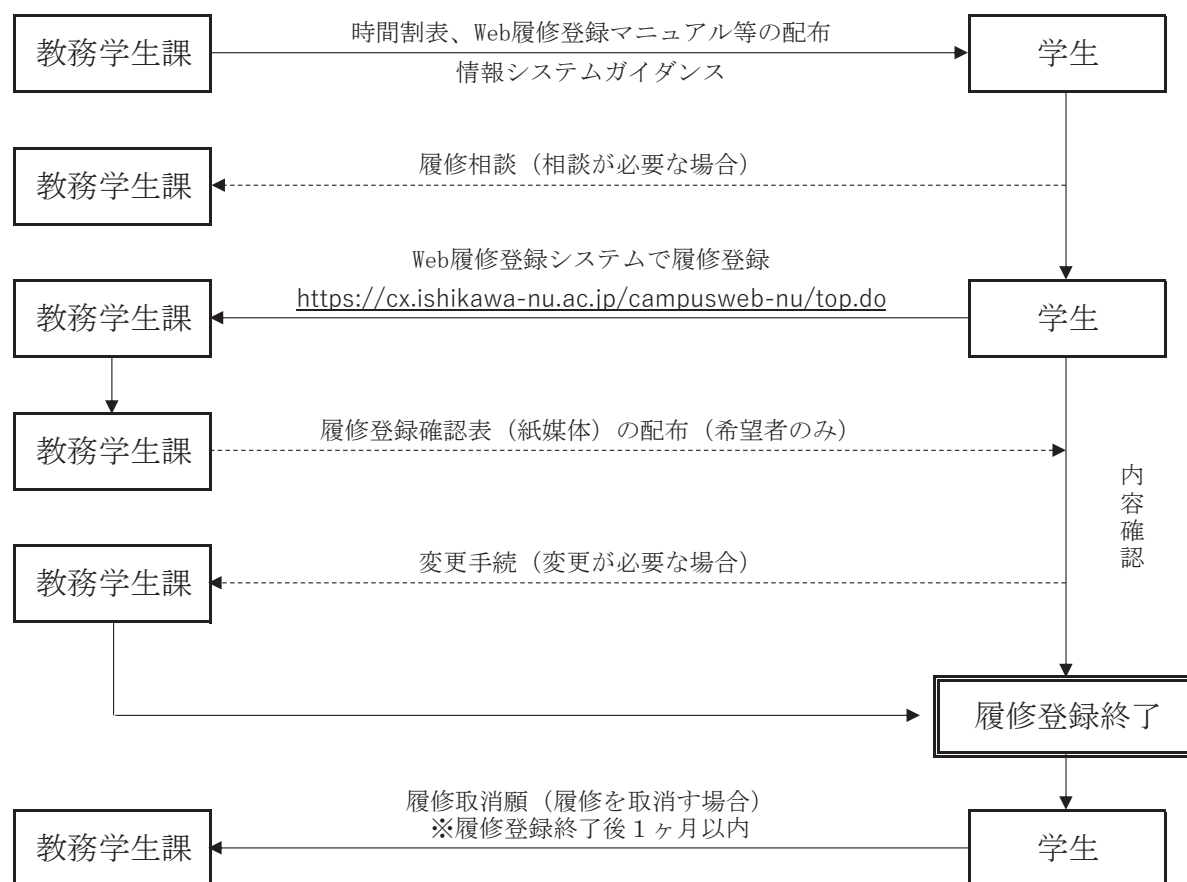 教務学生課
時間割表、Web履修登録マニュアル等の配布
情報システムガイダンス
学生
教務学生課
履修相談（相談が必要な場合）
Web履修登録システムで履修登録
https://cx.ishikawa-nu.ac.jp/campusweb-nu/top.do
教務学生課
学生
教務学生課
履修登録確認表（紙媒体）の配布（希望者のみ）
内容確認
教務学生課
変更手続（変更が必要な場合）
履修登録終了
履修取消願（履修を取消す場合）
※履修登録終了後１ヶ月以内
教務学生課
学生